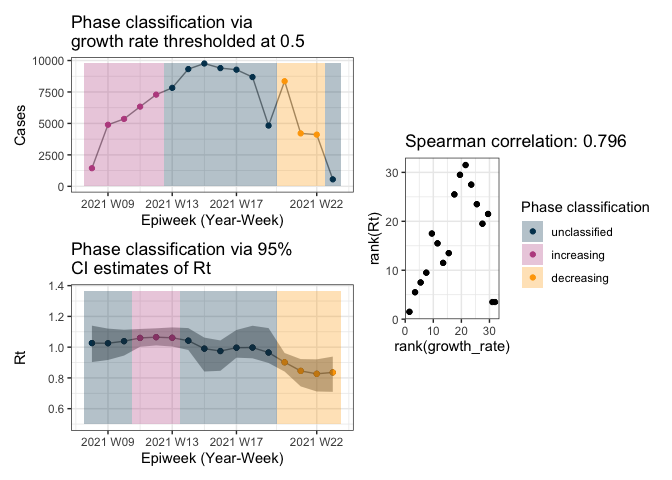 Phase classification via
growth rate thresholded at 0.5
10000
7500
5000
2500
0
Cases
2021 W09
2021 W13
2021 W17
2021 W22
Epiweek (Year-Week)
Phase classification via 95%
CI estimates of Rt
1.4
1.2
1.0
0.8
0.6
Rt
2021 W09
2021 W13
2021 W17
2021 W22
Epiweek (Year-Week)
Spearman correlation: 0.796
30
20
10
0
rank(Rt)
0
10
20
30
rank(growth_rate)
Phase classification
unclassified
increasing
decreasing